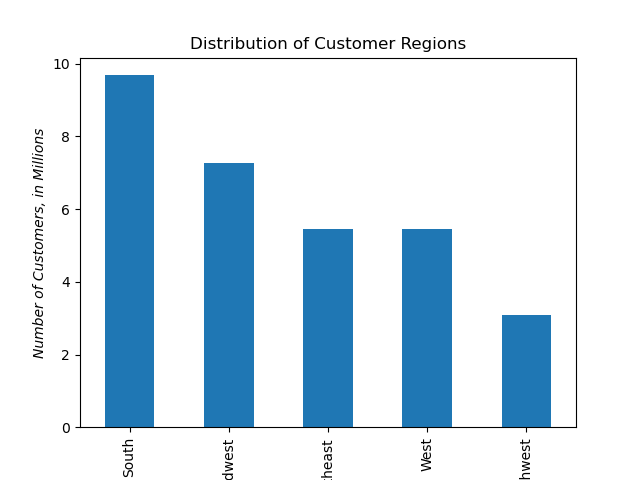 Distribution of Customer Regions
Number of Customers, in Millions
10
8
6
4
2
0
South
dwest
heast
West
hwest